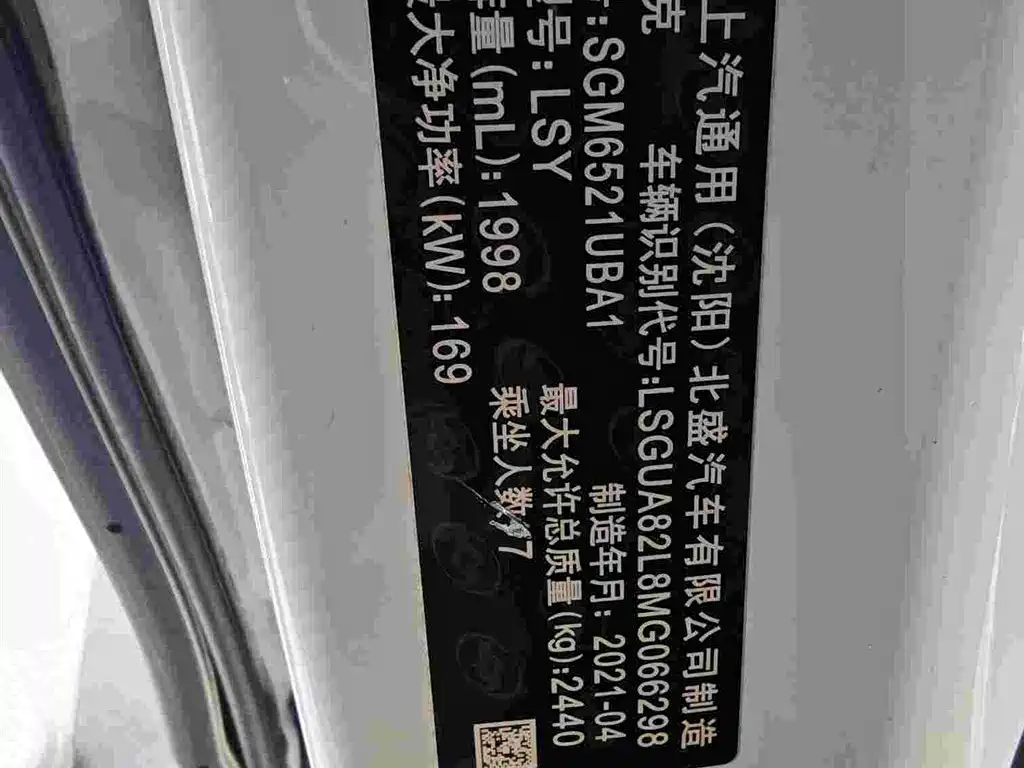 上汽通用(沈阳)北盛汽车有限公司制造
克
车辆识别代号:LSGUA82L8MG066298
:SGM6521UBA1
制造年月: 2021-04
号: LSY
最大允许总质量(kg):2440
量(mL): 1998
乘坐人数: 7
大净功率(kW): 169